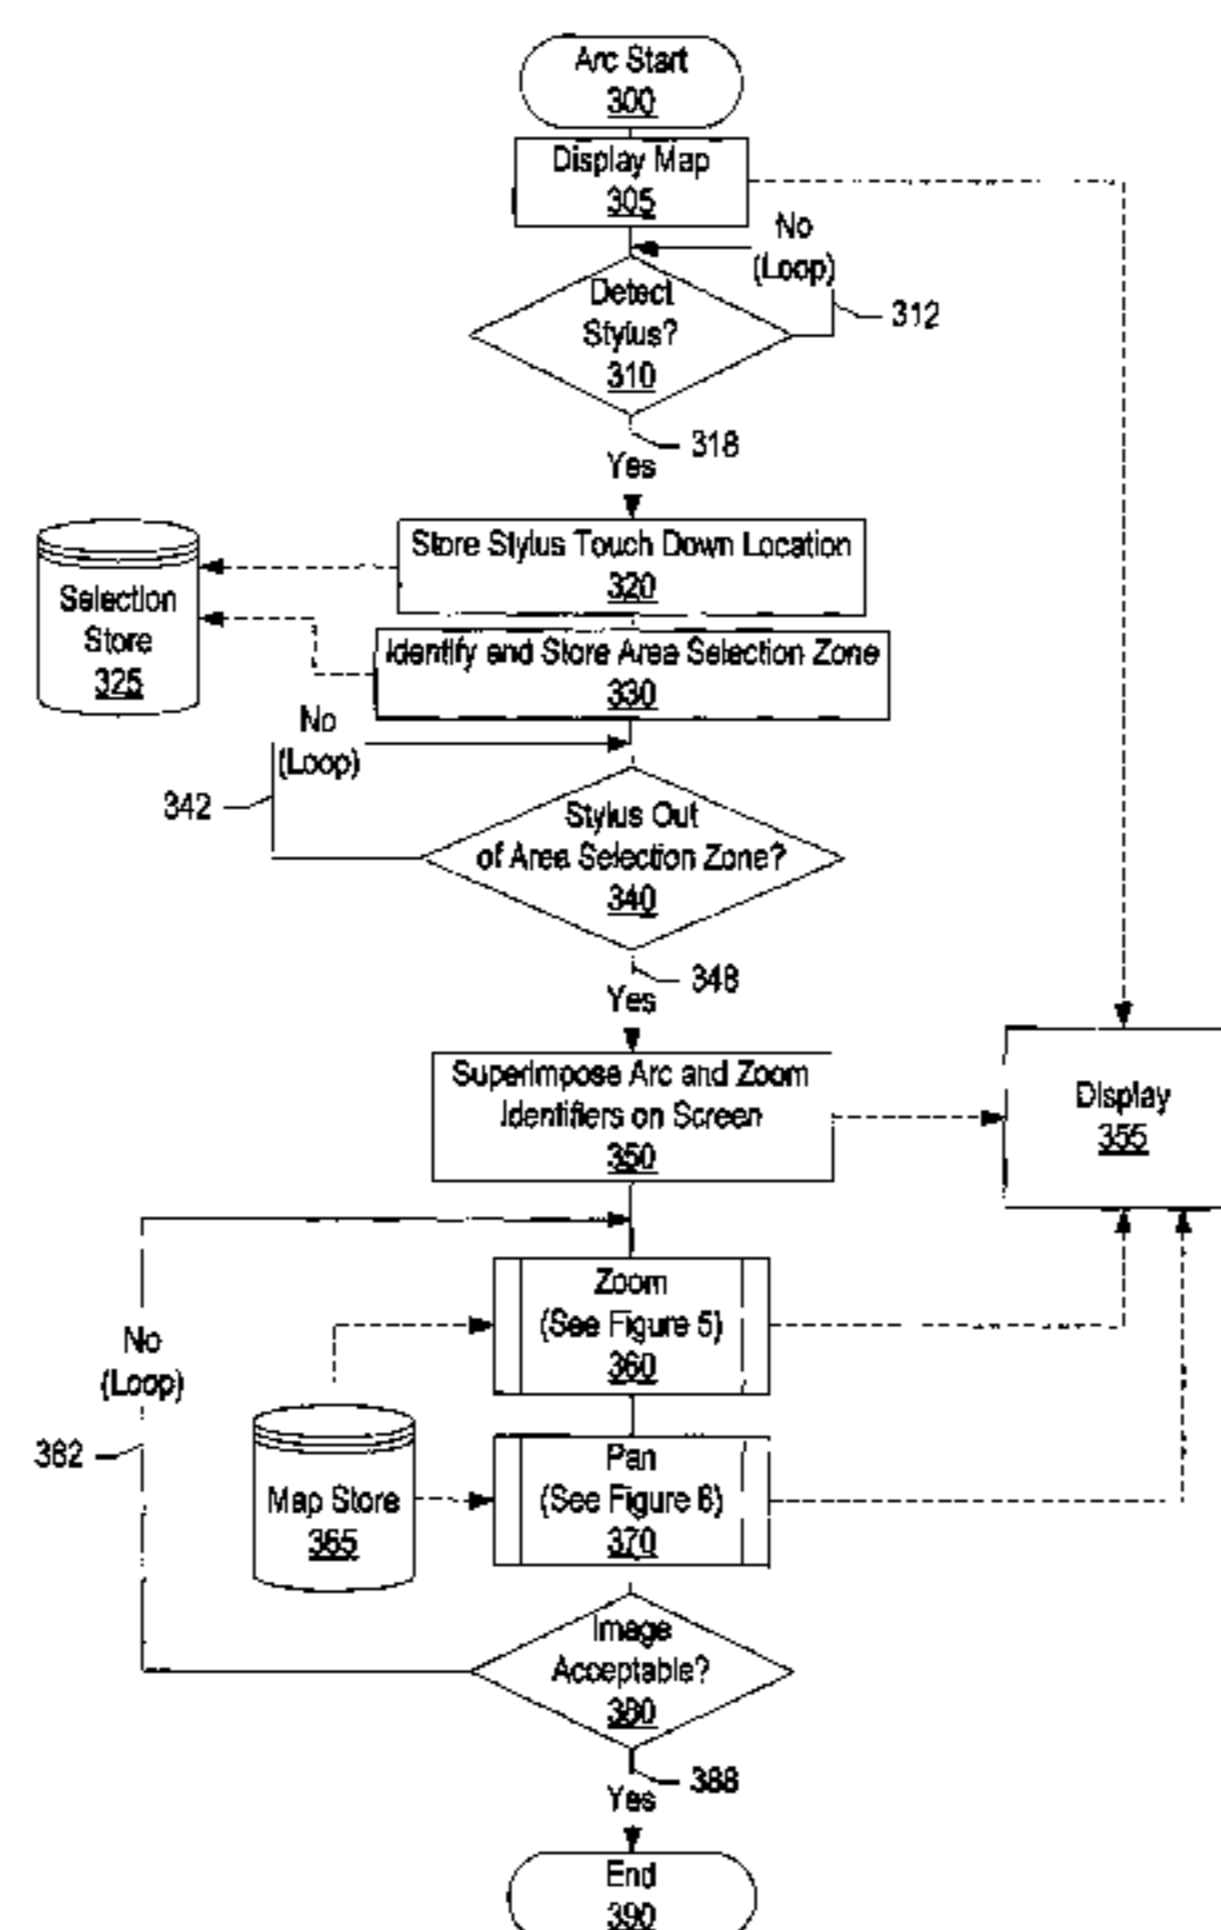 Arc Start
300
Display Map
305
No
(Loop)
Detect
Stylus?
310
312
318
Yes
Store Stylus Touch Down Location
320
Selection
Store
325
Identify and Store Area Selection Zone
330
No
(Loop)
342
Stylus Out
of Area Selection Zone?
340
348
Yes
Superimpose Arc and Zoom
Identifiers on Screen
350
Display
355
Zoom
(See Figure 5)
360
No
(Loop)
382
Map Store
365
Pan
(See Figure 6)
370
Image
Acceptable?
380
388
Yes
End
390